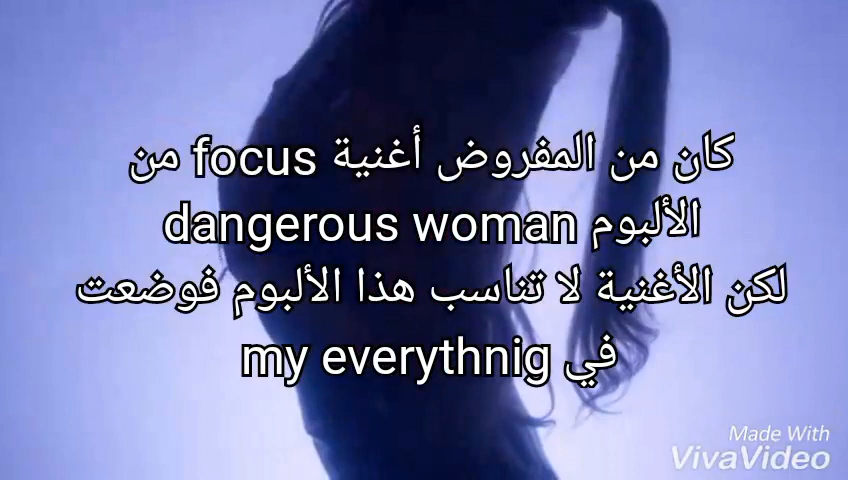 كان من المفروض أغنية focus من
الألبوم dangerous woman
لكن الأغنية لا تناسب هذا الألبوم فوضعت
في my everythnig
Made With
VivaVideo